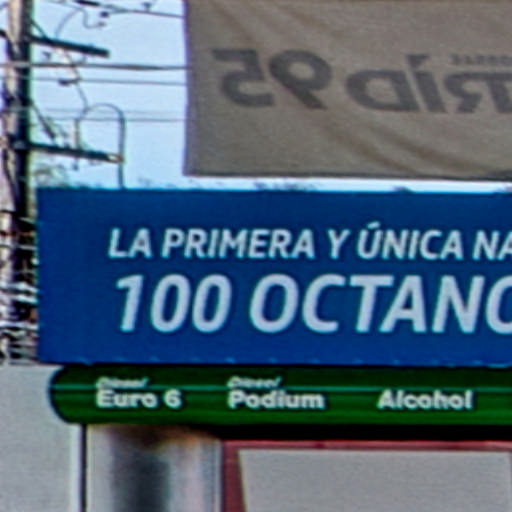 LA PRIMERA Y ÚNICA NA
100 OCTANO
Diesel Diesel
Euro 6 Podium Alcohol